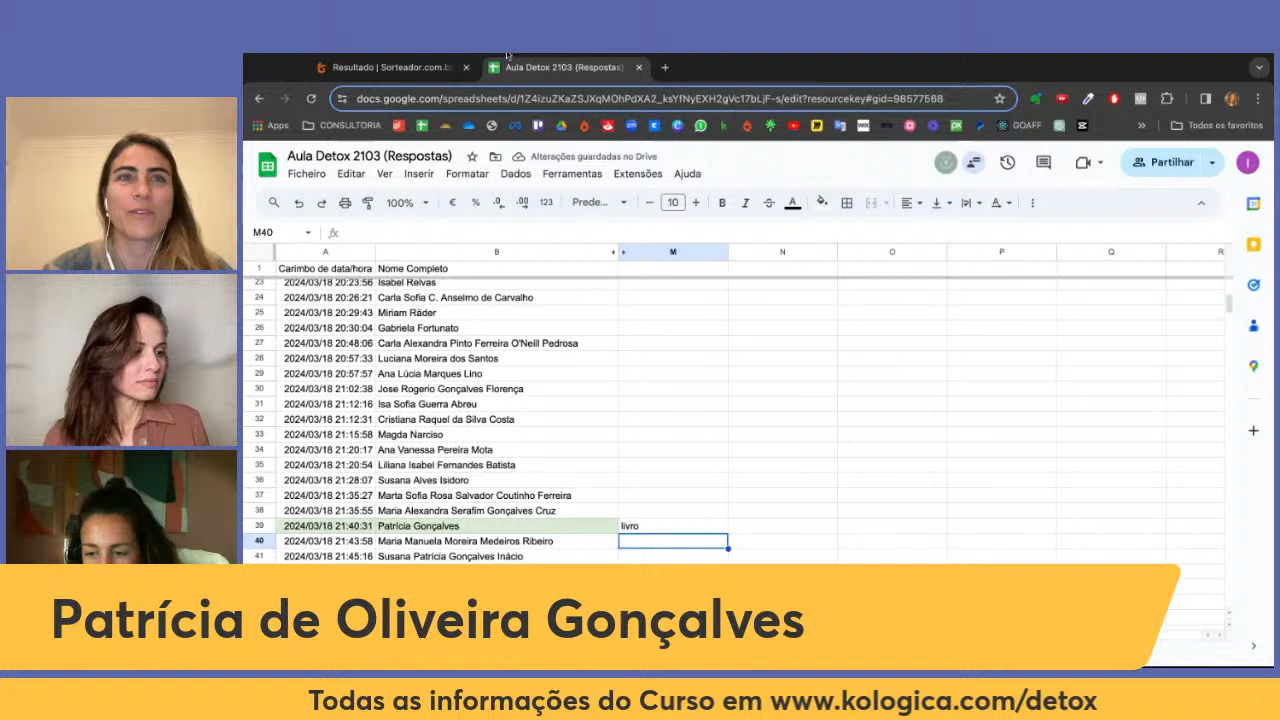 Resultado | Sorteador.com.b
Aula Detox 2103 (Respostas)
docs.google.com/spreadsheets/d/1Z4izuZKaZSJXqMOhPdXA2_ksYfNyEXH2gVc17bLjF-s/edit?resourcekey#gid=98577568
Apps CONSULTORIA GOAFF » Todos os favoritos
Aula Detox 2103 (Respostas) Alterações guardadas no Drive
Ficheiro Editar Ver Inserir Formatar Dados Ferramentas Extensões Ajuda
Partilhar I
100% € % .0 .00 123 Prede... 10 B I A
M40 fx
A B M N O P Q R
1 Carimbo de data/hora Nome Completo
23 2024/03/18 20:23:56 Isabel Relvas
24 2024/03/18 20:26:21 Carla Sofia C. Anselmo de Carvalho
25 2024/03/18 20:29:43 Miriam Räder
26 2024/03/18 20:30:04 Gabriela Fortunato
27 2024/03/18 20:48:06 Carla Alexandra Pinto Ferreira O'Neill Pedrosa
28 2024/03/18 20:57:33 Luciana Moreira dos Santos
29 2024/03/18 20:57:57 Ana Lúcia Marques Lino
30 2024/03/18 21:02:38 Jose Rogerio Gonçalves Florença
31 2024/03/18 21:12:16 Isa Sofia Guerra Abreu
32 2024/03/18 21:12:31 Cristiana Raquel da Silva Costa
33 2024/03/18 21:15:58 Magda Narciso
34 2024/03/18 21:20:17 Ana Vanessa Pereira Mota
35 2024/03/18 21:20:54 Liliana Isabel Fernandes Batista
36 2024/03/18 21:28:07 Susana Alves Isidoro
37 2024/03/18 21:35:27 Marta Sofia Rosa Salvador Coutinho Ferreira
38 2024/03/18 21:35:55 Maria Alexandra Serafim Gonçalves Cruz
39 2024/03/18 21:40:31 Patrícia Gonçalves livro
40 2024/03/18 21:43:58 Maria Manuela Moreira Medeiros Ribeiro
41 2024/03/18 21:45:16 Susana Patrícia Gonçalves Inácio
Patrícia de Oliveira Gonçalves
Todas as informações do Curso em www.kologica.com/detox